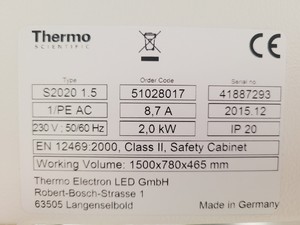 Thermo
SCIENTIFIC
CE
Type Order Code Serial no.
S2020 1.5 51028017 41887293
1/PE AC 8,7 A 2015.12
230 V ; 50/60 Hz 2,0 kW IP 20
EN 12469:2000, Class II, Safety Cabinet
Working Volume: 1500x780x465 mm
Thermo Electron LED GmbH
Robert-Bosch-Strasse 1
63505 Langenselbold Made in Germany